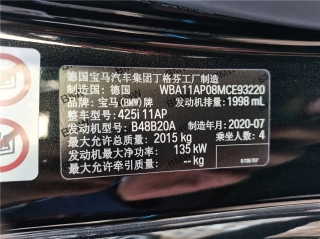 德国宝马汽车集团丁格芬工厂制造
制造国：德国 WBA11AP08MCE93220
品牌：宝马(BMW)牌 发动机排量：1998 mL
整车型号：425i 11AP
发动机型号：B48B20A 制造年月：2020-07
最大允许总质量：2015 kg 乘坐人数：4
发动机最大净功率：135 kW
最大允许牵引质量：-- kg